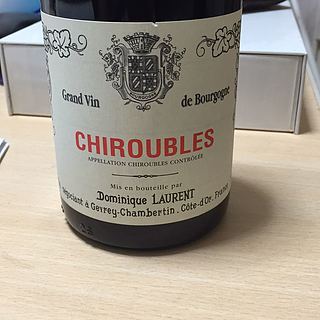 Grand Vin de Bourgogne
CHIROUBLES
APPELLATION CHIROUBLES CONTRÔLÉE
Mis en bouteille par
Dominique LAURENT
négociant à Gevrey-Chambertin. Côte-d'Or. France